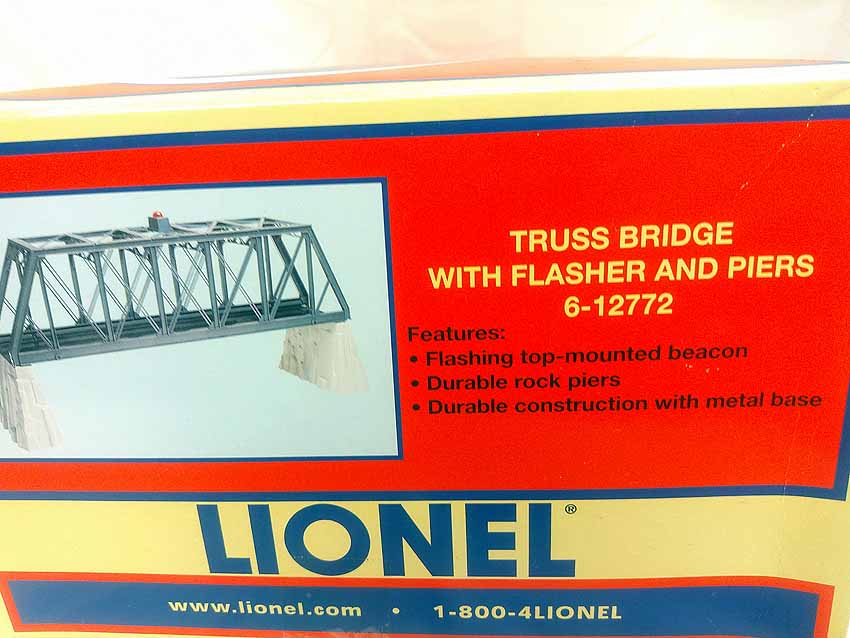 TRUSS BRIDGE
WITH FLASHER AND PIERS
6-12772
Features:
• Flashing top-mounted beacon
• Durable rock piers
• Durable construction with metal base
LIONEL®
www.lionel.com • 1-800-4LIONEL